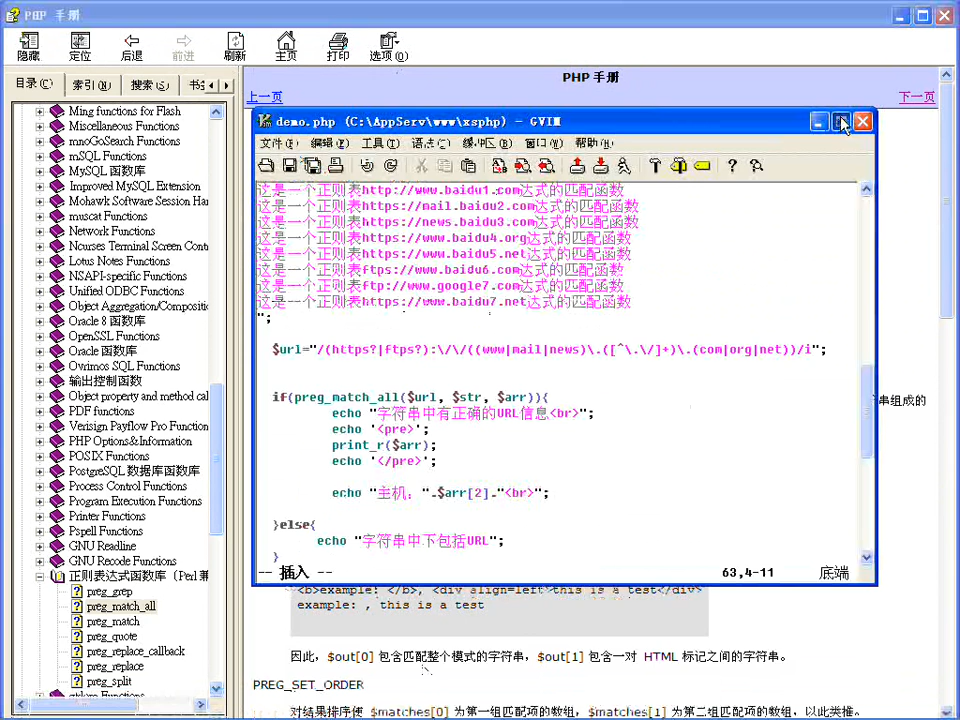 PHP 手册
隐藏 定位 后退 前进 刷新 主页 打印 选项(O)
目录(C) 索引(N) 搜索(S)
Ming functions for Flash
Miscellaneous Functions
mnoGoSearch Functions
mSQL Functions
MySQL 函数库
Improved MySQL Extension
Mohawk Software Session Har
muscat Functions
Network Functions
Ncurses Terminal Screen Cont
Lotus Notes Functions
NSAPI-specific Functions
Unified ODBC Functions
Object Aggregation/Compositio
Oracle 8 函数库
OpenSSL Functions
Oracle 函数库
Ovrimos SQL Functions
输出控制函数
Object property and method cal
PDF functions
Verisign Payflow Pro Function
PHP Options&Information
POSIX Functions
PostgreSQL 数据库函数库
Process Control Functions
Program Execution Functions
Printer Functions
Pspell Functions
GNU Readline
GNU Recode Functions
正则表达式函数库（Perl 兼
preg_grep
preg_match_all
preg_match
preg_quote
preg_replace_callback
preg_replace
preg_split
PHP 手册
上一页 下一页
demo.php (C:\AppServ\www\xsphp) - GVIM
文件(F) 编辑(E) 工具(T) 语法(C) 缓冲区(B) 窗口(W) 帮助(H)
这是一个正则表http://www.baidu1.com达式的匹配函数
这是一个正则表https://mail.baidu2.com达式的匹配函数
这是一个正则表https://news.baidu3.com达式的匹配函数
这是一个正则表https://www.baidu4.org达式的匹配函数
这是一个正则表https://www.baidu5.net达式的匹配函数
这是一个正则表ftps://www.baidu6.com达式的匹配函数
这是一个正则表ftp://www.google7.com达式的匹配函数
这是一个正则表https://www.baidu7.net达式的匹配函数
";
$url="/(https?|ftps?):\/\/((www|mail|news)\.([^\.\/]+)\.(com|org|net))/i";
if(preg_match_all($url, $str, $arr)){
echo "字符串中有正确的URL信息<br>";
echo '<pre>';
print_r($arr);
echo '</pre>';
echo "主机：".$arr[2]."<br>";
}else{
echo "字符串中不包括URL";
}
-- 插入 -- 63,4-11 底端
串组成的
<b>example: </b>, <div align=left>this is a test</div>
example: , this is a test
因此，$out[0] 包含匹配整个模式的字符串，$out[1] 包含一对 HTML 标记之间的字符串。
PREG_SET_ORDER
对结果排序使 $matches[0] 为第一组匹配项的数组，$matches[1] 为第二组匹配项的数组，以此类推。